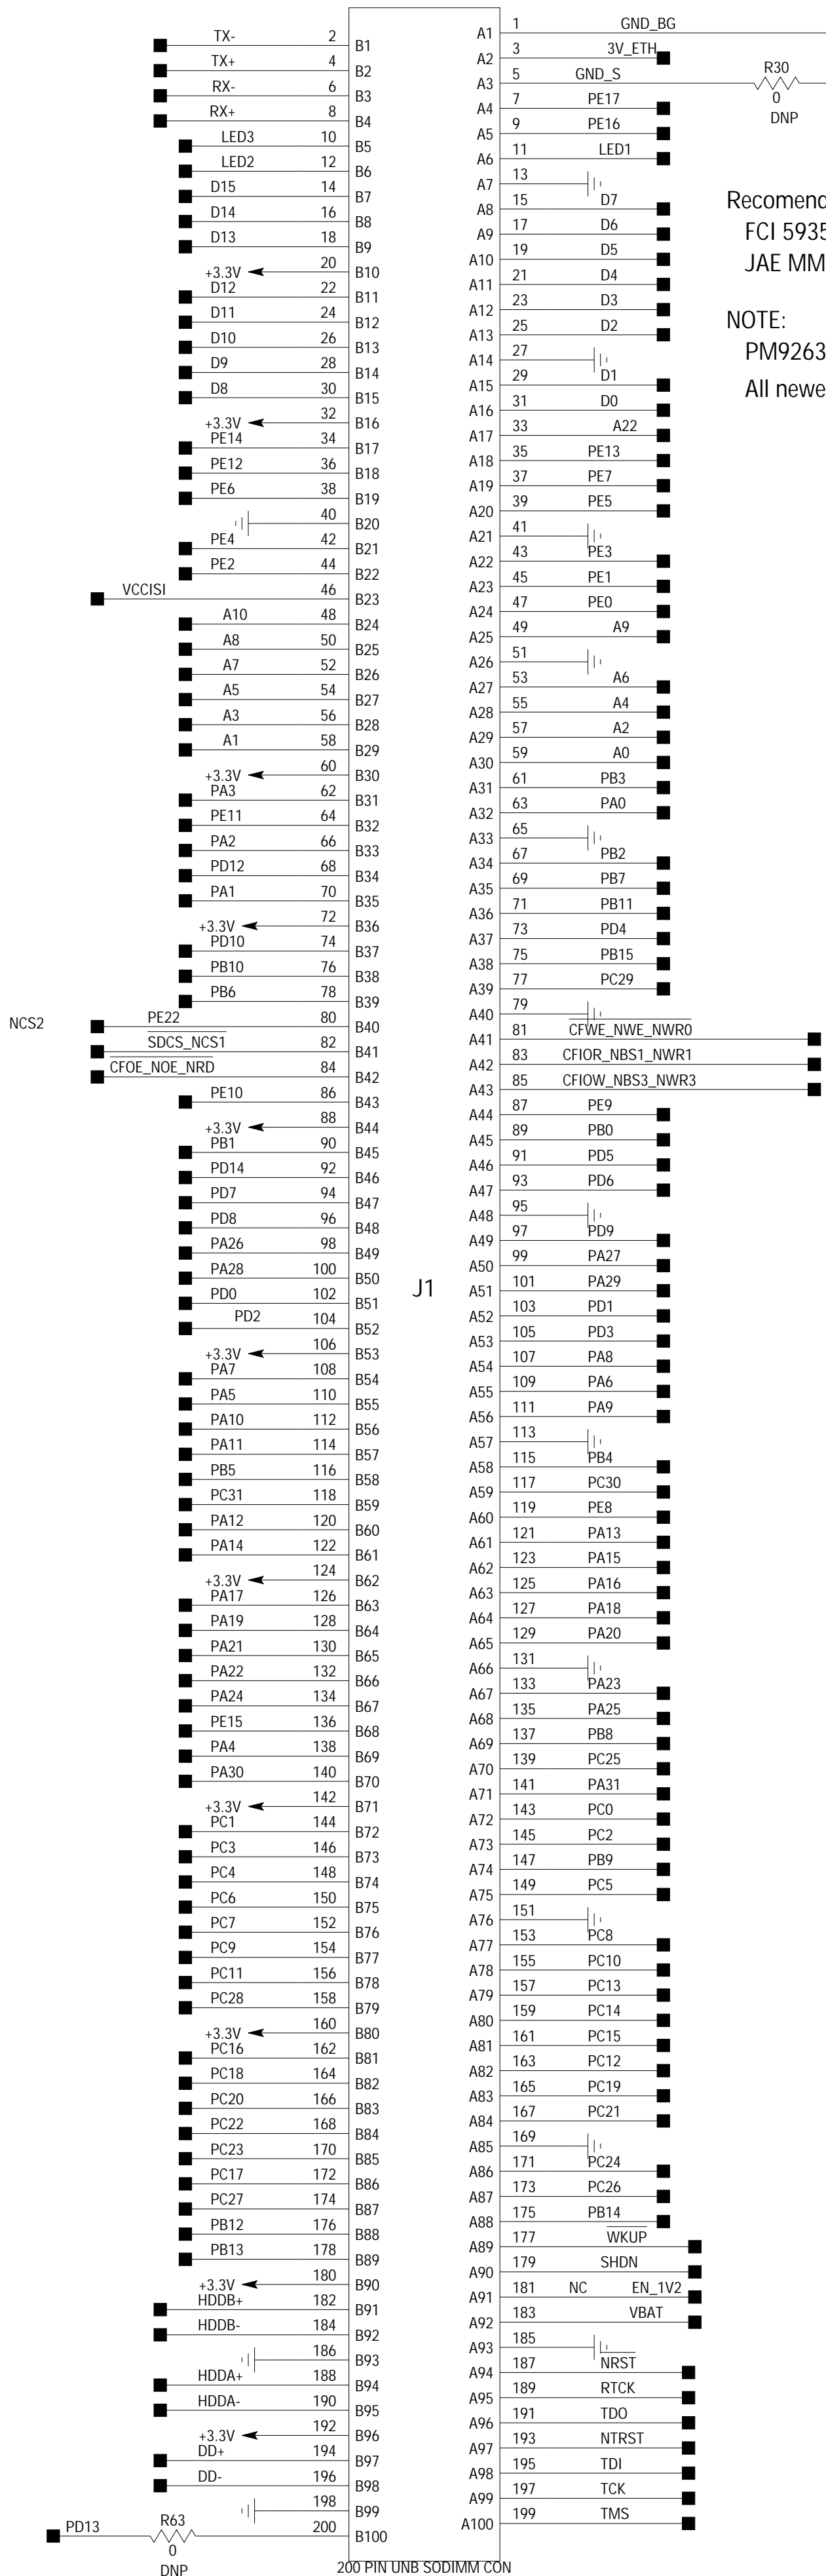 TX- 2 B1
TX+ 4 B2
RX- 6 B3
RX+ 8 B4
LED3 10 B5
LED2 12 B6
D15 14 B7
D14 16 B8
D13 18 B9
+3.3V 20 B10
D12 22 B11
D11 24 B12
D10 26 B13
D9 28 B14
D8 30 B15
+3.3V 32 B16
PE14 34 B17
PE12 36 B18
PE6 38 B19
40 B20
PE4 42 B21
PE2 44 B22
VCCISI 46 B23
A10 48 B24
A8 50 B25
A7 52 B26
A5 54 B27
A3 56 B28
A1 58 B29
+3.3V 60 B30
PA3 62 B31
PE11 64 B32
PA2 66 B33
PD12 68 B34
PA1 70 B35
+3.3V 72 B36
PD10 74 B37
PB10 76 B38
PB6 78 B39
NCS2 PE22 80 B40
SDCS_NCS1 82 B41
CFOE_NOE_NRD 84 B42
PE10 86 B43
+3.3V 88 B44
PB1 90 B45
PD14 92 B46
PD7 94 B47
PD8 96 B48
PA26 98 B49
PA28 100 B50
PD0 102 B51
PD2 104 B52
+3.3V 106 B53
PA7 108 B54
PA5 110 B55
PA10 112 B56
PA11 114 B57
PB5 116 B58
PC31 118 B59
PA12 120 B60
PA14 122 B61
+3.3V 124 B62
PA17 126 B63
PA19 128 B64
PA21 130 B65
PA22 132 B66
PA24 134 B67
PE15 136 B68
PA4 138 B69
PA30 140 B70
+3.3V 142 B71
PC1 144 B72
PC3 146 B73
PC4 148 B74
PC6 150 B75
PC7 152 B76
PC9 154 B77
PC11 156 B78
PC28 158 B79
+3.3V 160 B80
PC16 162 B81
PC18 164 B82
PC20 166 B83
PC22 168 B84
PC23 170 B85
PC17 172 B86
PC27 174 B87
PB12 176 B88
PB13 178 B89
+3.3V 180 B90
HDDB+ 182 B91
HDDB- 184 B92
186 B93
HDDA+ 188 B94
HDDA- 190 B95
+3.3V 192 B96
DD+ 194 B97
DD- 196 B98
198 B99
PD13 R63 200 B100
0
DNP
J1
A1 1 GND_BG
A2 3 3V_ETH
A3 5 GND_S R30
0
DNP
A4 7 PE17
A5 9 PE16
A6 11 LED1
A7 13
A8 15 D7
A9 17 D6
A10 19 D5
A11 21 D4
A12 23 D3
A13 25 D2
A14 27
A15 29 D1
A16 31 D0
A17 33 A22
A18 35 PE13
A19 37 PE7
A20 39 PE5
A21 41
A22 43 PE3
A23 45 PE1
A24 47 PE0
A25 49 A9
A26 51
A27 53 A6
A28 55 A4
A29 57 A2
A30 59 A0
A31 61 PB3
A32 63 PA0
A33 65
A34 67 PB2
A35 69 PB7
A36 71 PB11
A37 73 PD4
A38 75 PB15
A39 77 PC29
A40 79
A41 81 CFWE_NWE_NWR0
A42 83 CFIOR_NBS1_NWR1
A43 85 CFIOW_NBS3_NWR3
A44 87 PE9
A45 89 PB0
A46 91 PD5
A47 93 PD6
A48 95
A49 97 PD9
A50 99 PA27
A51 101 PA29
A52 103 PD1
A53 105 PD3
A54 107 PA8
A55 109 PA6
A56 111 PA9
A57 113
A58 115 PB4
A59 117 PC30
A60 119 PE8
A61 121 PA13
A62 123 PA15
A63 125 PA16
A64 127 PA18
A65 129 PA20
A66 131
A67 133 PA23
A68 135 PA25
A69 137 PB8
A70 139 PC25
A71 141 PA31
A72 143 PC0
A73 145 PC2
A74 147 PB9
A75 149 PC5
A76 151
A77 153 PC8
A78 155 PC10
A79 157 PC13
A80 159 PC14
A81 161 PC15
A82 163 PC12
A83 165 PC19
A84 167 PC21
A85 169
A86 171 PC24
A87 173 PC26
A88 175 PB14
A89 177 WKUP
A90 179 SHDN
A91 181 NC EN_1V2
A92 183 VBAT
A93 185
A94 187 NRST
A95 189 RTCK
A96 191 TDO
A97 193 NTRST
A98 195 TDI
A99 197 TCK
A100 199 TMS
200 PIN UNB SODIMM CON
Recomend
FCI 5935
JAE MM
NOTE:
PM9263
All newe